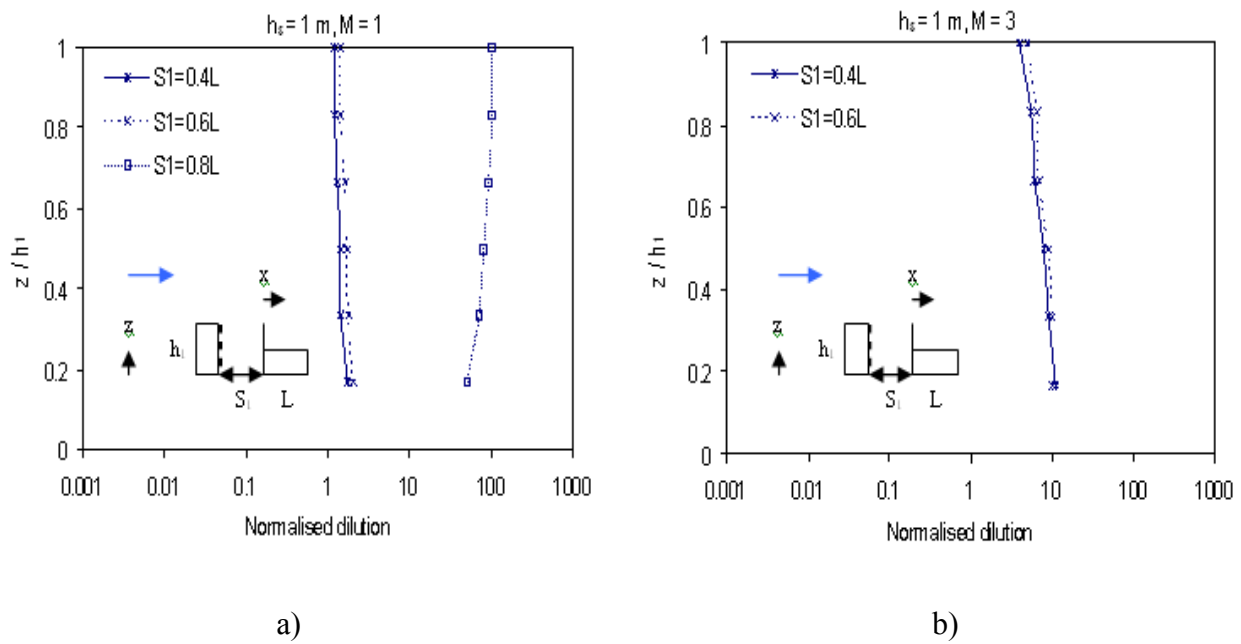 hs = 1 m, M = 1
1
0.8
0.6
0.4
0.2
0
z / h1
S1=0.4L
S1=0.6L
S1=0.8L
x
z
h1
S1
L
0.001 0.01 0.1 1 10 100 1000
Normalised dilution
a)
hs = 1 m, M = 3
1
0.8
0.6
0.4
0.2
0
z / h1
S1=0.4L
S1=0.6L
x
z
h1
S1
L
0.001 0.01 0.1 1 10 100 1000
Normalised dilution
b)